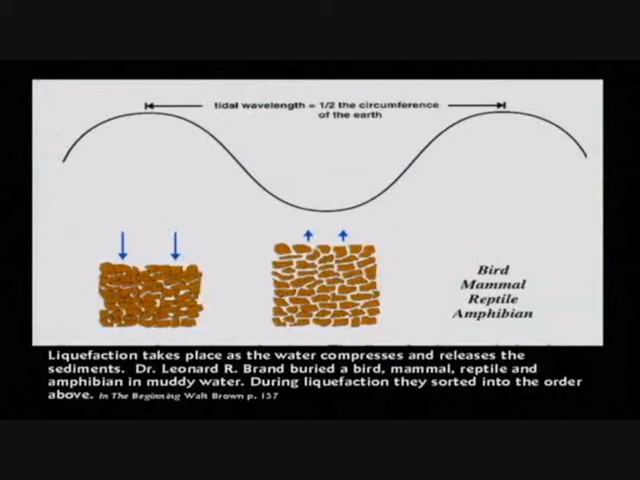 tidal wavelength = 1/2 the circumference
of the earth
Bird
Mammal
Reptile
Amphibian
Liquefaction takes place as the water compresses and releases the
sediments. Dr. Leonard R. Brand buried a bird, mammal, reptile and
amphibian in muddy water. During liquefaction they sorted into the order
above. In The Beginning Walt Brown p. 137